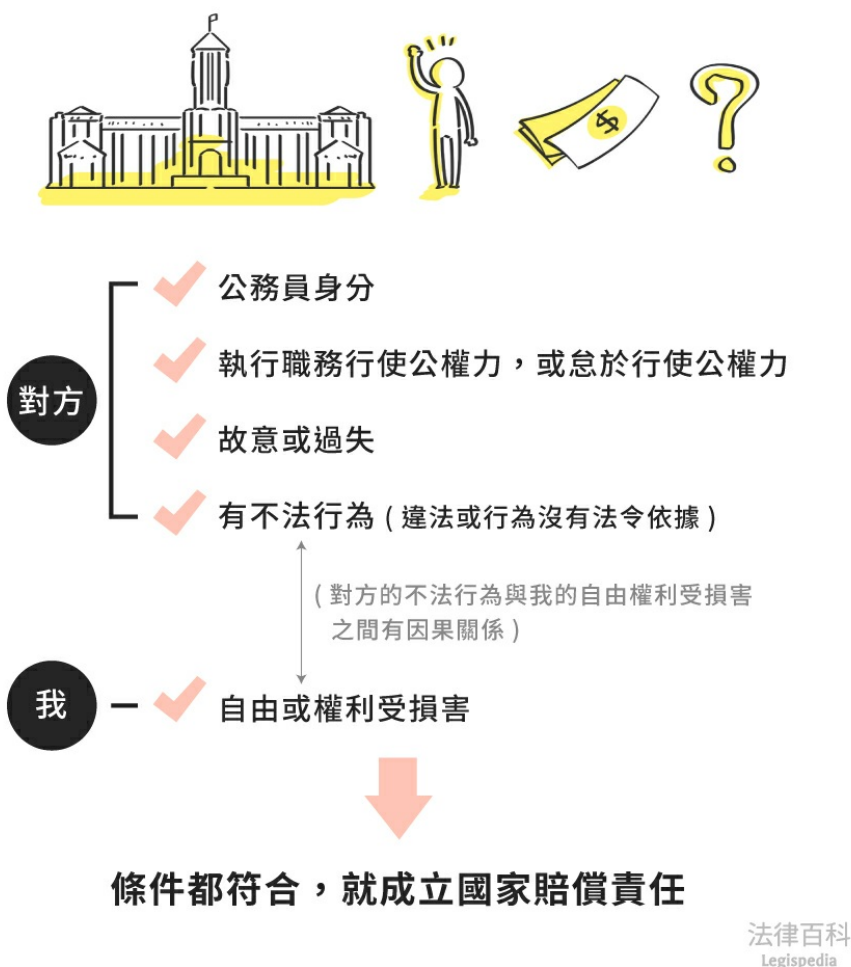 $
公務員身分
執行職務行使公權力，或怠於行使公權力
對方
故意或過失
有不法行為 ( 違法或行為沒有法令依據 )
( 對方的不法行為與我的自由權利受損害
之間有因果關係 )
我
自由或權利受損害
條件都符合，就成立國家賠償責任
法律百科
Legispedia